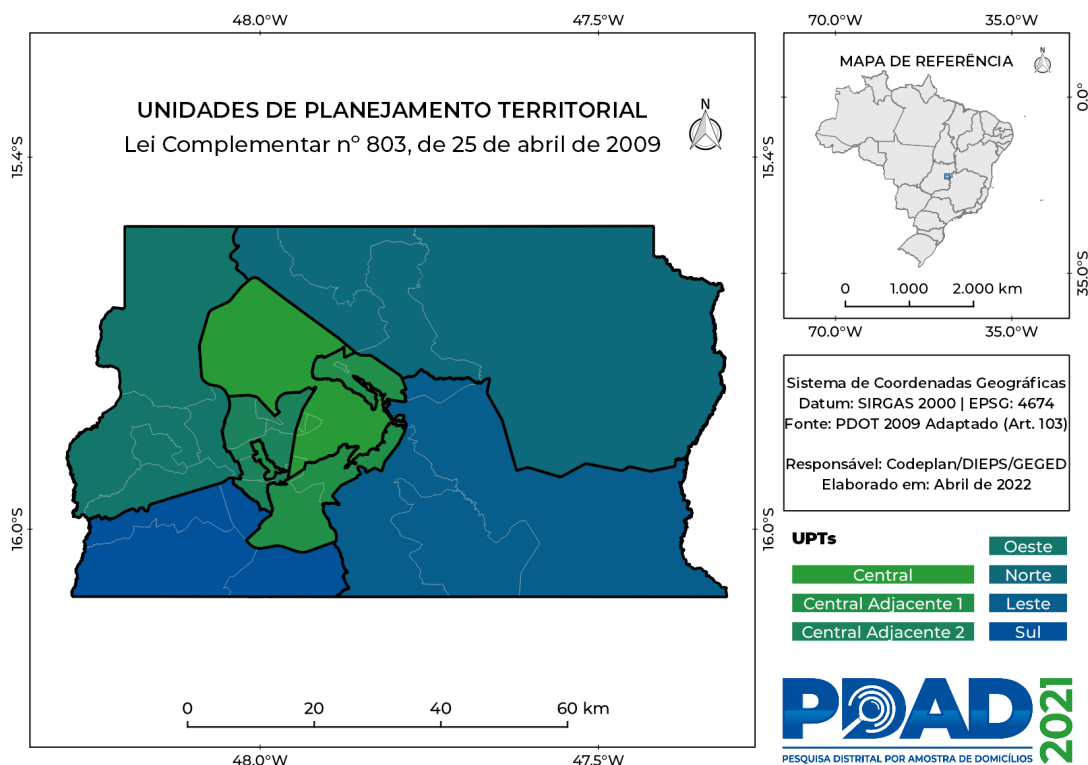 48.0°W
47.5°W
UNIDADES DE PLANEJAMENTO TERRITORIAL
Lei Complementar nº 803, de 25 de abril de 2009
N
15.4°S
15.4°S
16.0°S
16.0°S
0
20
40
60 km
48.0°W
47.5°W
70.0°W
35.0°W
MAPA DE REFERÊNCIA
N
0.0°
35.0°S
0
1.000
2.000 km
70.0°W
35.0°W
Sistema de Coordenadas Geográficas
Datum: SIRGAS 2000 | EPSG: 4674
Fonte: PDOT 2009 Adaptado (Art. 103)
Responsável: Codeplan/DIEPS/GEGED
Elaborado em: Abril de 2022
UPTs
Central
Central Adjacente 1
Central Adjacente 2
Oeste
Norte
Leste
Sul
PDAD 2021
PESQUISA DISTRITAL POR AMOSTRA DE DOMICÍLIOS